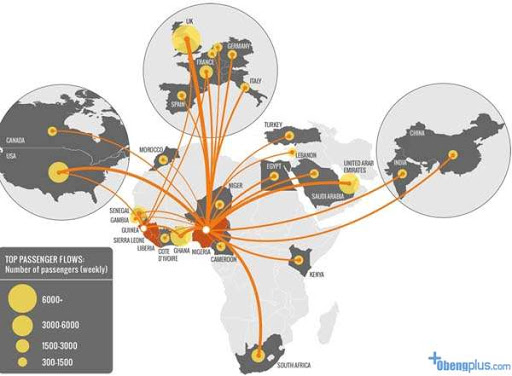 UK
GERMANY
FRANCE
ITALY
SPAIN
CANADA
USA
CHINA
INDIA
TURKEY
LEBANON
MOROCCO
EGYPT
UNITED ARAB
EMIRATES
SAUDI ARABIA
NIGER
SENEGAL
GAMBIA
GUINEA
SIERRA LEONE
LIBERIA
COTE
D'IVOIRE
GHANA
NIGERIA
CAMEROON
KENYA
SOUTH AFRICA
TOP PASSENGER FLOWS:
Number of passengers (weekly)
6000+
3000-6000
1500-3000
300-1500
Obengplus.com